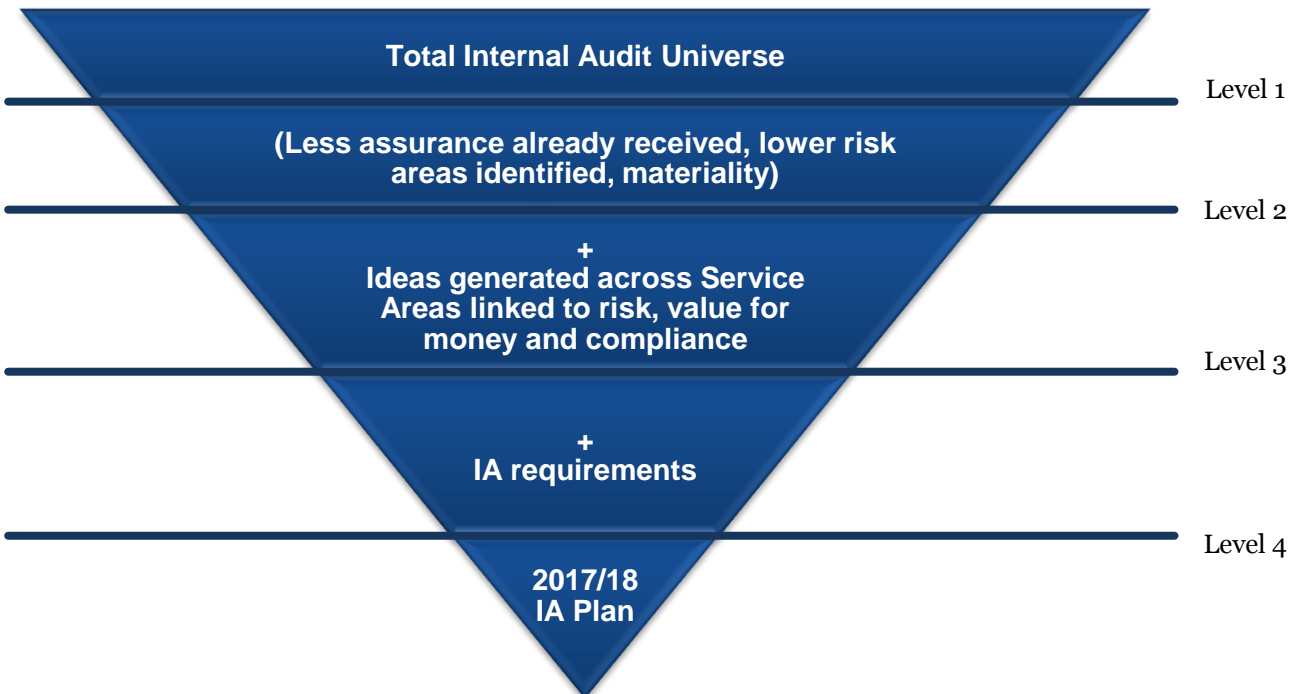 Total Internal Audit Universe
Level 1
(Less assurance already received, lower risk
areas identified, materiality)
Level 2
+
Ideas generated across Service
Areas linked to risk, value for
money and compliance
Level 3
+
IA requirements
Level 4
2017/18
IA Plan